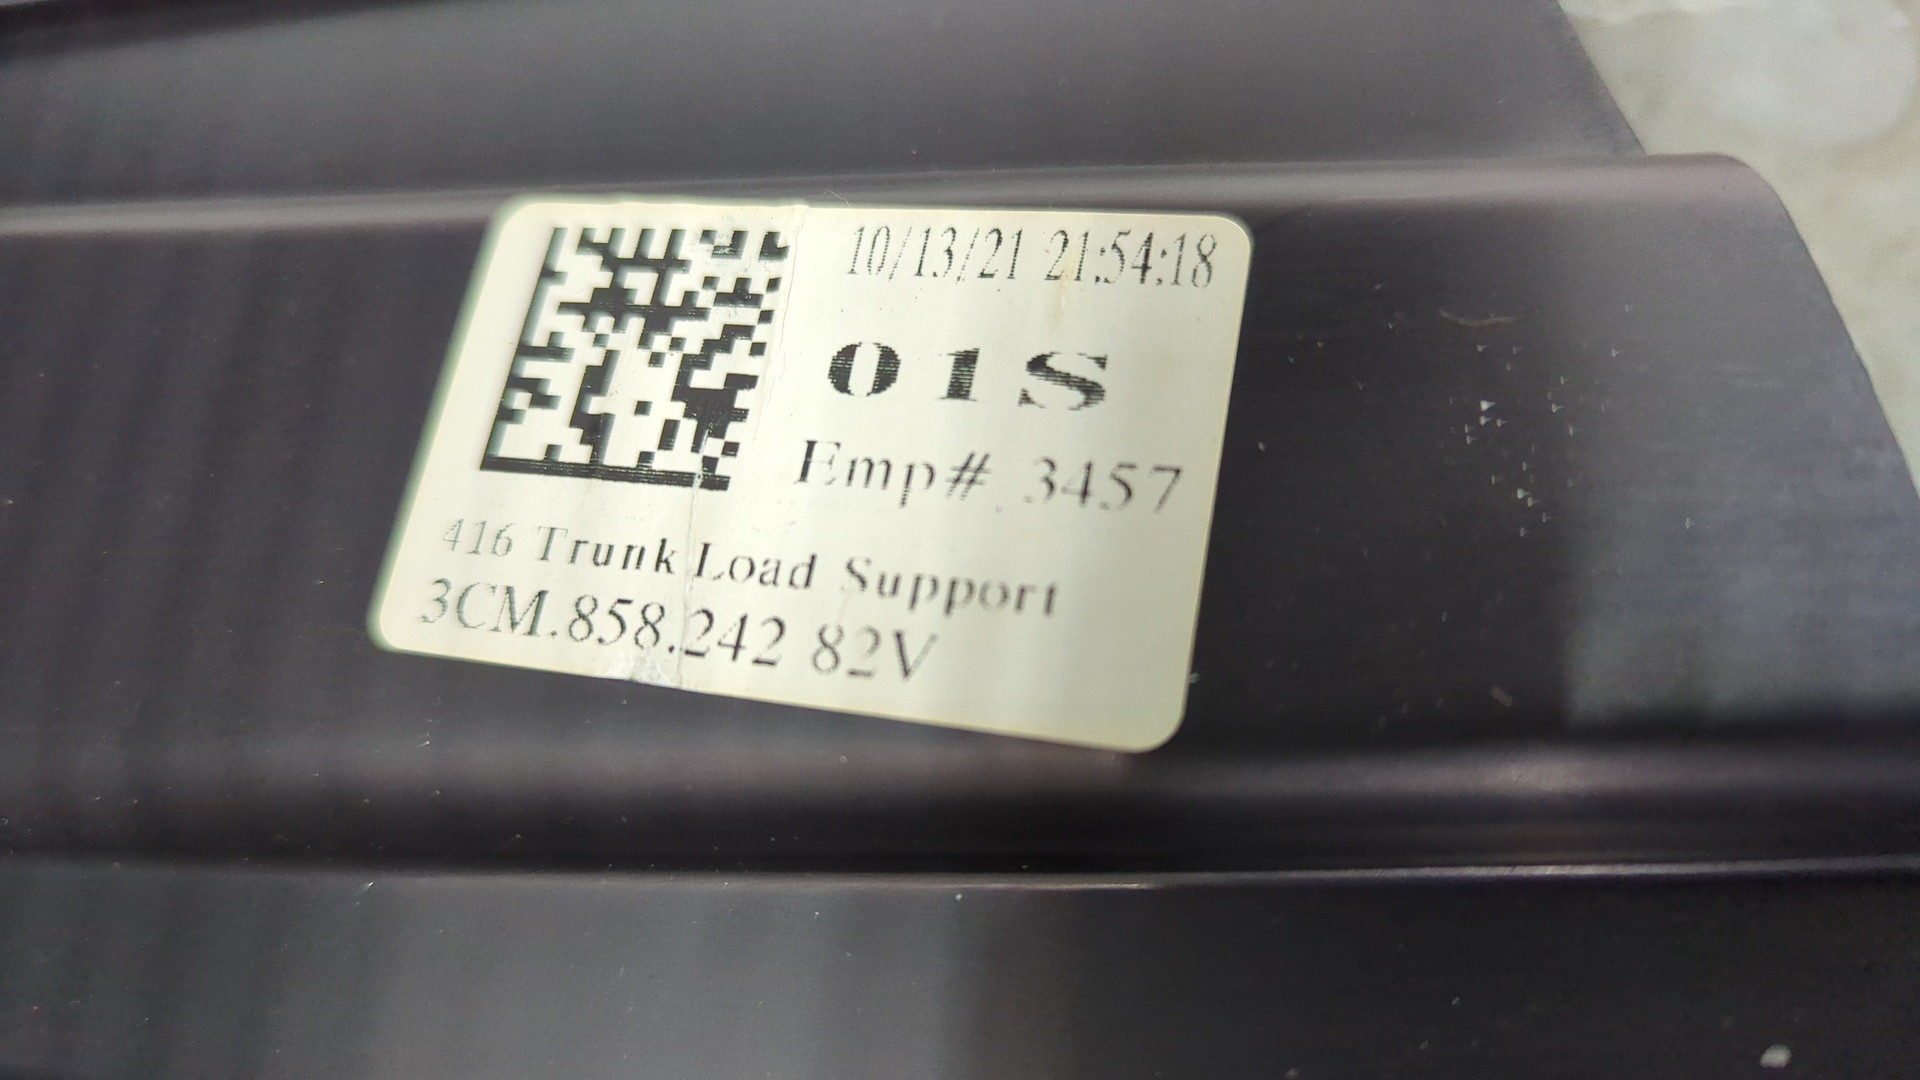 10/13/21 21:54:18
01S
Emp# 3457
416 Trunk Load Support
3CM.858.242 82V